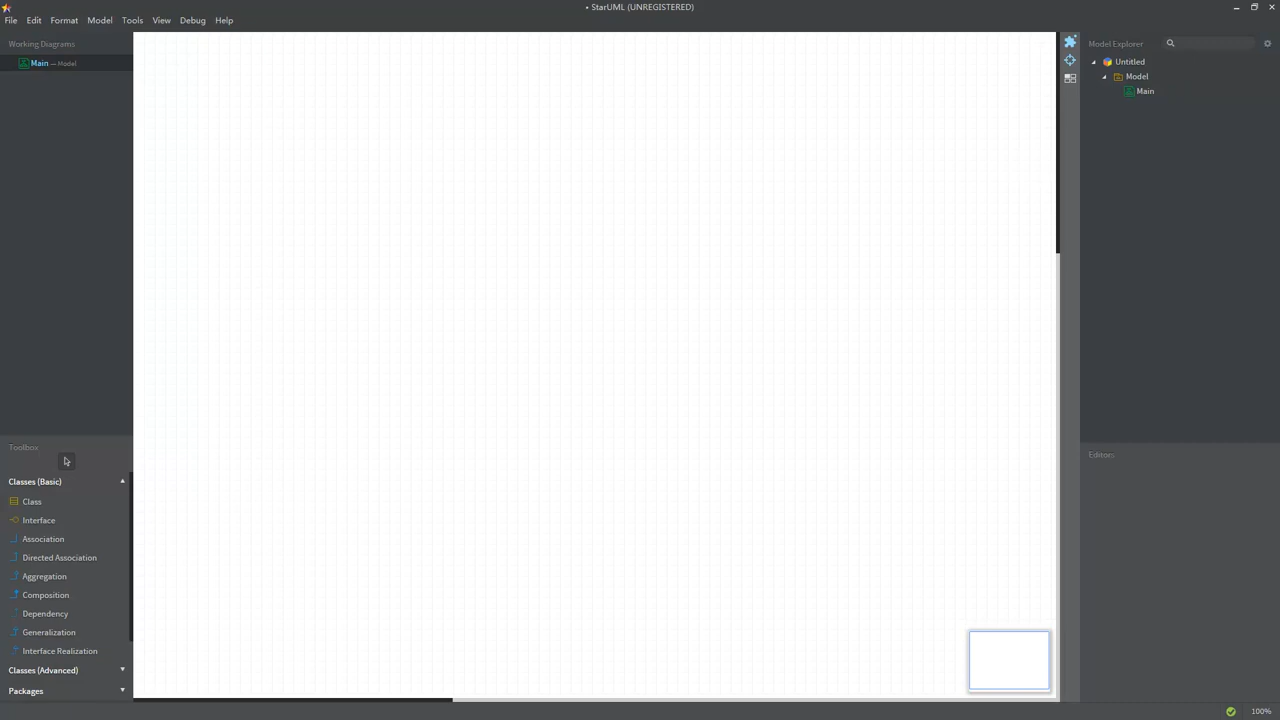 • StarUML (UNREGISTERED)
File Edit Format Model Tools View Debug Help
Working Diagrams
Main — Model
Toolbox
Classes (Basic)
Class
Interface
Association
Directed Association
Aggregation
Composition
Dependency
Generalization
Interface Realization
Classes (Advanced)
Packages
Model Explorer
Untitled
Model
Main
Editors
100%